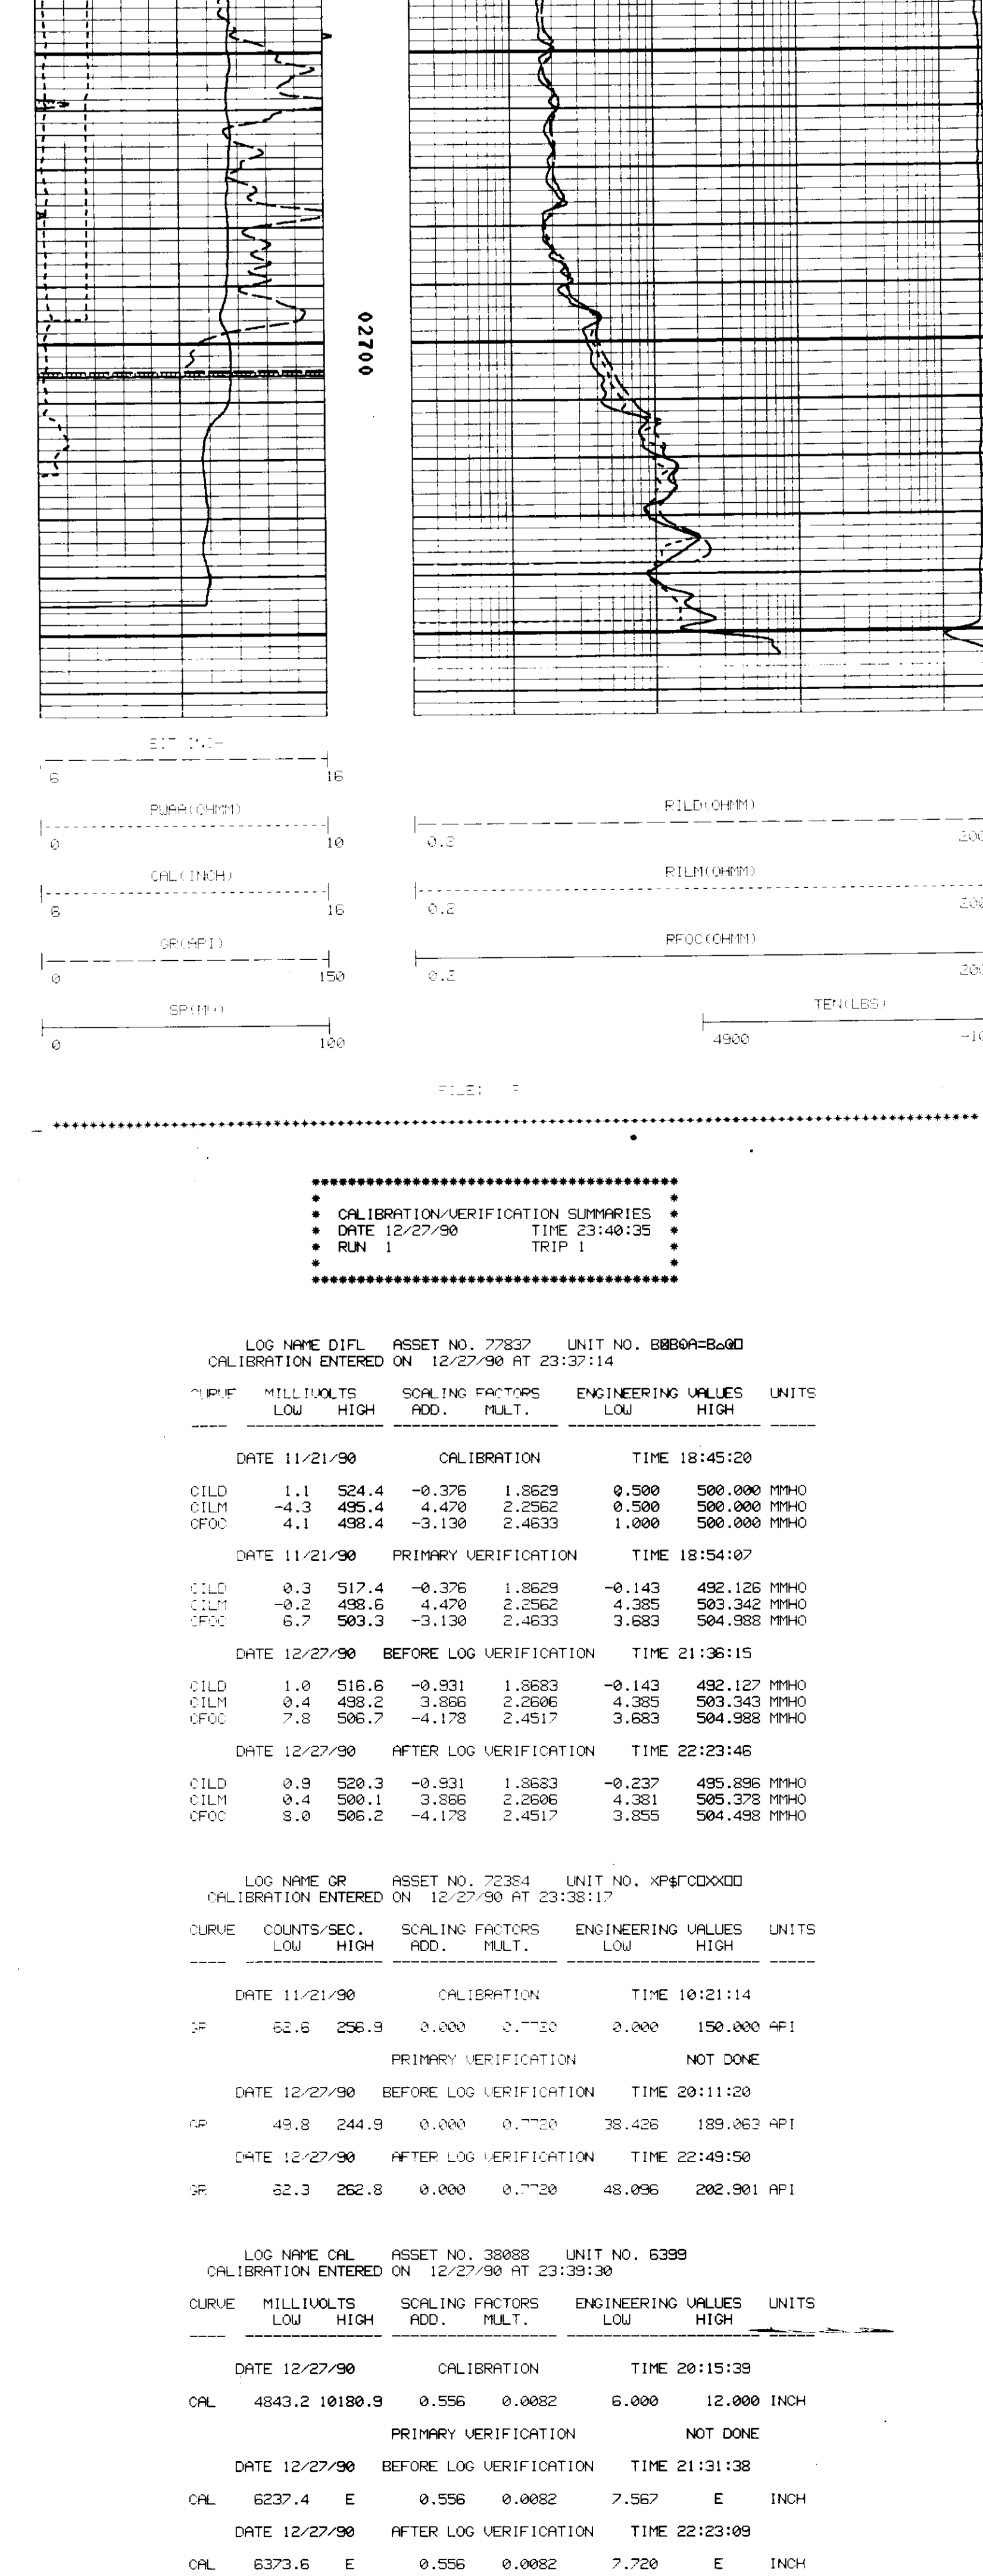 02700
6 16
RWAA(OHMM)
0 10
CAL(INCH)
6 16
GR(API)
0 150
SP(MV)
0 100
RILD(OHMM)
0.2 200
RILM(OHMM)
0.2 200
RFOC(OHMM)
0.2 200
TEN(LBS)
4900 -10
FILE:
CALIBRATION/VERIFICATION SUMMARIES
DATE 12/27/90 TIME 23:40:35
RUN 1 TRIP 1
LOG NAME DIFL ASSET NO. 77837 UNIT NO.
CALIBRATION ENTERED ON 12/27/90 AT 23:37:14
CURVE MILLIVOLTS SCALING FACTORS ENGINEERING VALUES UNITS
LOW HIGH ADD. MULT. LOW HIGH
DATE 11/21/90 CALIBRATION TIME 18:45:20
CILD 1.1 524.4 -0.376 1.8629 0.500 500.000 MMHO
CILM -4.3 495.4 4.470 2.2562 0.500 500.000 MMHO
CFOC 4.1 498.4 -3.130 2.4633 1.000 500.000 MMHO
DATE 11/21/90 PRIMARY VERIFICATION TIME 18:54:07
CILD 0.3 517.4 -0.376 1.8629 -0.143 492.126 MMHO
CILM -0.2 498.6 4.470 2.2562 4.385 503.342 MMHO
CFOC 6.7 503.3 -3.130 2.4633 3.683 504.988 MMHO
DATE 12/27/90 BEFORE LOG VERIFICATION TIME 21:36:15
CILD 1.0 516.6 -0.931 1.8683 -0.143 492.127 MMHO
CILM 0.4 498.2 3.866 2.2606 4.385 503.343 MMHO
CFOC 7.8 506.7 -4.178 2.4517 3.683 504.988 MMHO
DATE 12/27/90 AFTER LOG VERIFICATION TIME 22:23:46
CILD 0.9 520.3 -0.931 1.8683 -0.237 495.896 MMHO
CILM 0.4 500.1 3.866 2.2606 4.381 505.378 MMHO
CFOC 8.0 506.2 -4.178 2.4517 3.855 504.498 MMHO
LOG NAME GR ASSET NO. 72384 UNIT NO.
CALIBRATION ENTERED ON 12/27/90 AT 23:38:17
CURVE COUNTS/SEC. SCALING FACTORS ENGINEERING VALUES UNITS
LOW HIGH ADD. MULT. LOW HIGH
DATE 11/21/90 CALIBRATION TIME 10:21:14
GR 62.6 256.9 0.000 0.7720 0.000 150.000 API
PRIMARY VERIFICATION NOT DONE
DATE 12/27/90 BEFORE LOG VERIFICATION TIME 20:11:20
GR 49.8 244.9 0.000 0.7720 38.426 189.063 API
DATE 12/27/90 AFTER LOG VERIFICATION TIME 22:49:50
GR 62.3 262.8 0.000 0.7720 48.096 202.901 API
LOG NAME CAL ASSET NO. 38088 UNIT NO. 6399
CALIBRATION ENTERED ON 12/27/90 AT 23:39:30
CURVE MILLIVOLTS SCALING FACTORS ENGINEERING VALUES UNITS
LOW HIGH ADD. MULT. LOW HIGH
DATE 12/27/90 CALIBRATION TIME 20:15:39
CAL 4843.2 10180.9 0.556 0.0082 6.000 12.000 INCH
PRIMARY VERIFICATION NOT DONE
DATE 12/27/90 BEFORE LOG VERIFICATION TIME 21:31:38
CAL 6237.4 E 0.556 0.0082 7.567 E INCH
DATE 12/27/90 AFTER LOG VERIFICATION TIME 22:23:09
CAL 6373.6 E 0.556 0.0082 7.720 E INCH